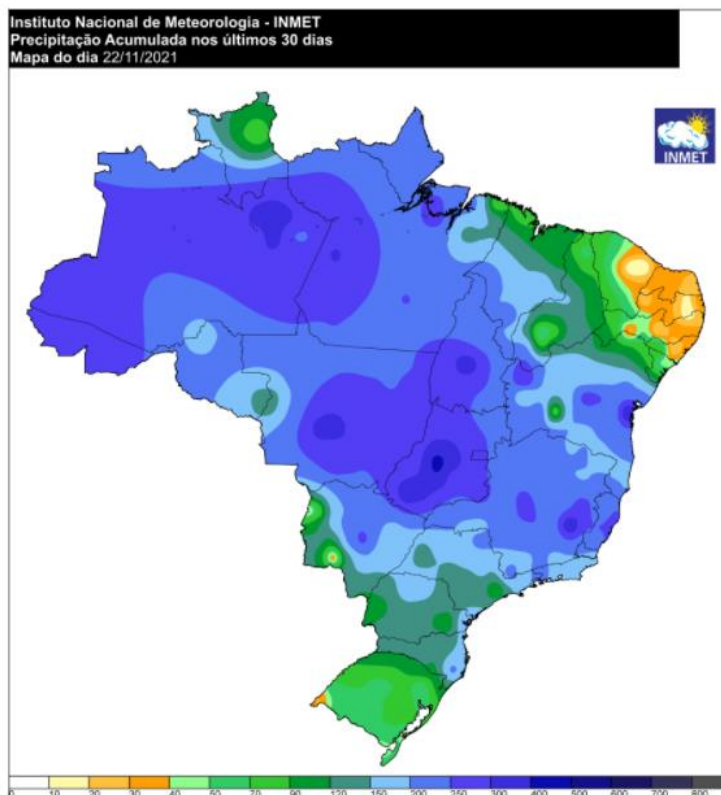 Instituto Nacional de Meteorologia - INMET
Precipitação Acumulada nos últimos 30 dias
Mapa do dia 22/11/2021
INMET
0 10 20 30 40 50 70 90 120 150 200 250 300 400 500 600 700 800